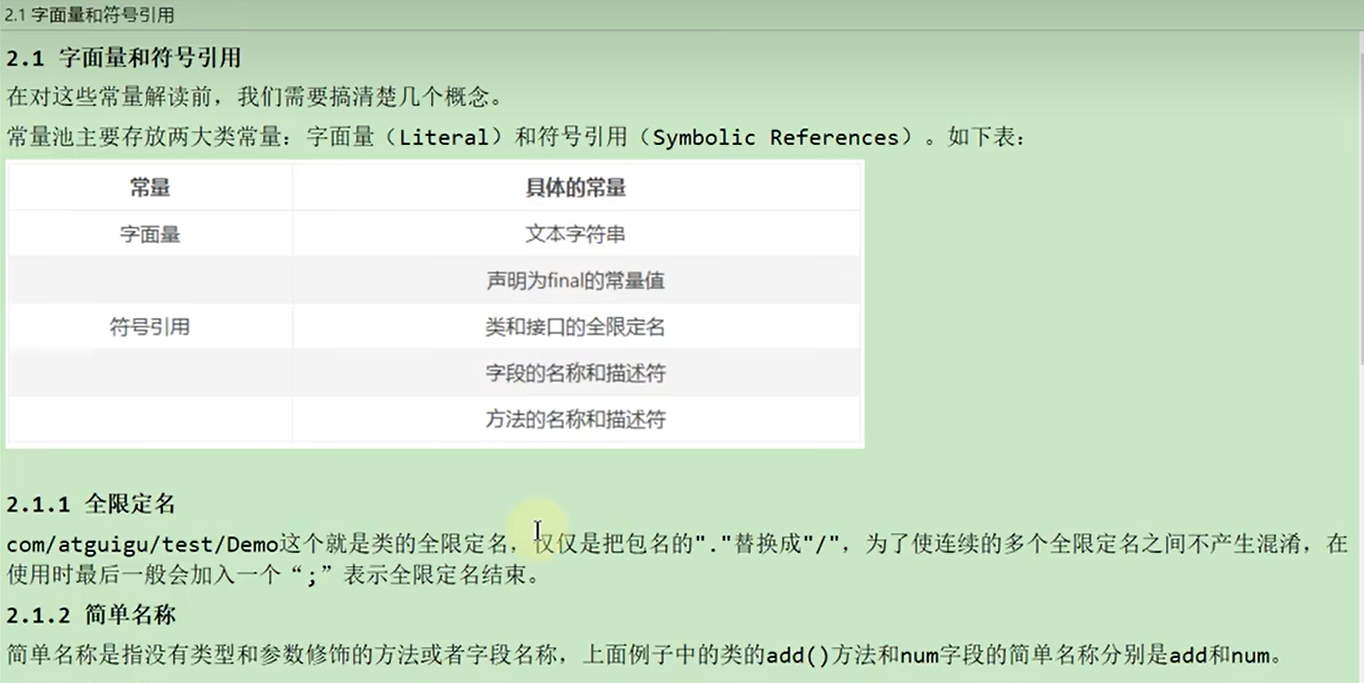 2.1 字面量和符号引用
2.1 字面量和符号引用
在对这些常量解读前，我们需要搞清楚几个概念。
常量池主要存放两大类常量：字面量（Literal）和符号引用（Symbolic References）。如下表：
常量 具体的常量
字面量 文本字符串
声明为final的常量值
符号引用 类和接口的全限定名
字段的名称和描述符
方法的名称和描述符
2.1.1 全限定名
com/atguigu/test/Demo这个就是类的全限定名，仅仅是把包名的"."替换成"/"，为了使连续的多个全限定名之间不产生混淆，在
使用时最后一般会加入一个“;”表示全限定名结束。
2.1.2 简单名称
简单名称是指没有类型和参数修饰的方法或者字段名称，上面例子中的类的add()方法和num字段的简单名称分别是add和num。